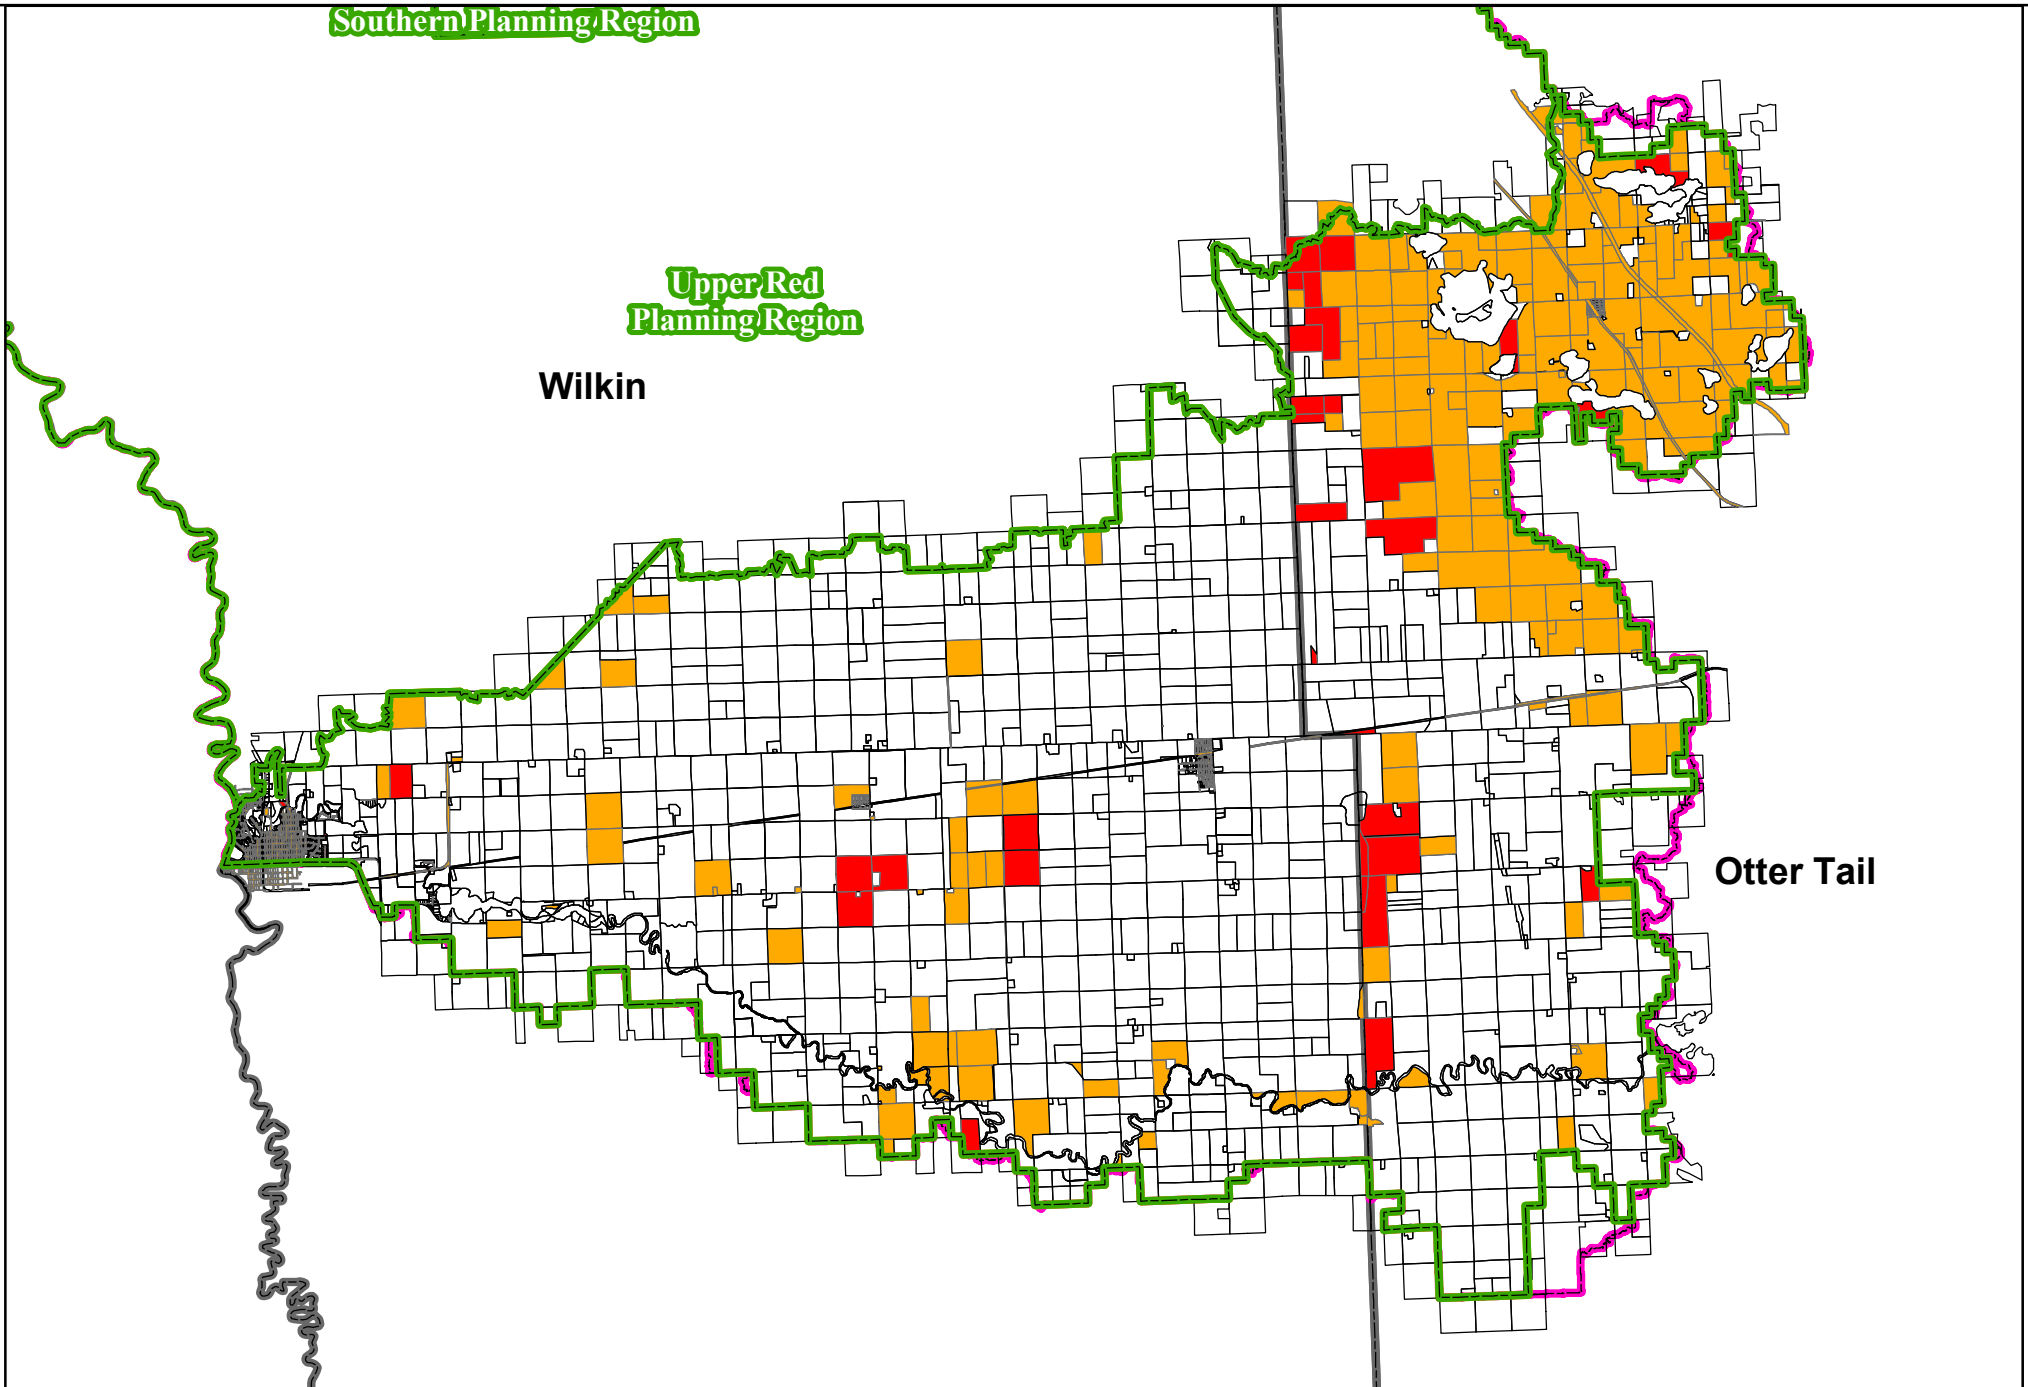 Southern Planning Region
Upper Red
Planning Region
Wilkin
Otter Tail